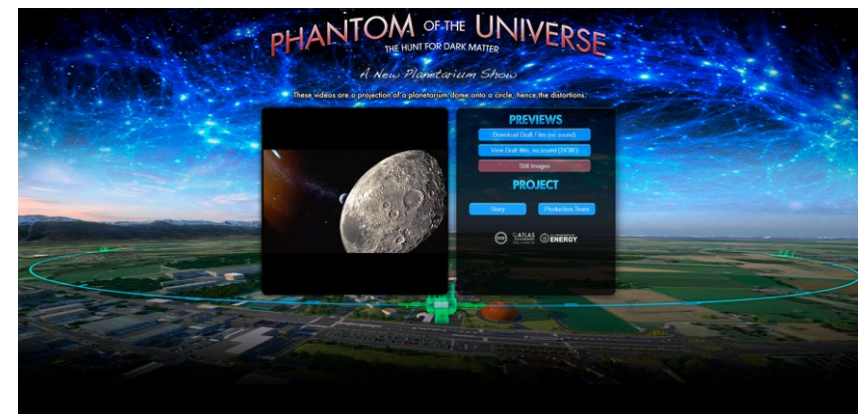 PHANTOM OF THE UNIVERSE
THE HUNT FOR DARK MATTER
A New Planetarium Show
These videos are a projection of a planetarium dome onto a circle, hence the distortions.
PREVIEWS
Download Draft Film (no sound)
View Draft film, no sound (24'38")
Still Images
PROJECT
Story Production Team
ATLAS ENERGY